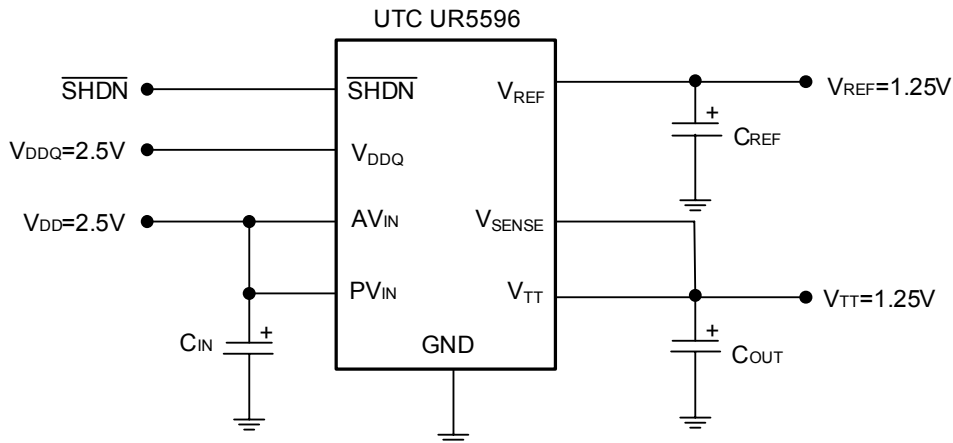 UTC UR5596
SHDN
SHDN
VREF
VREF=1.25V
+
CREF
VDDQ=2.5V
VDDQ
VDD=2.5V
AVIN
VSENSE
PVIN
VTT
VTT=1.25V
CIN
+
GND
+
COUT